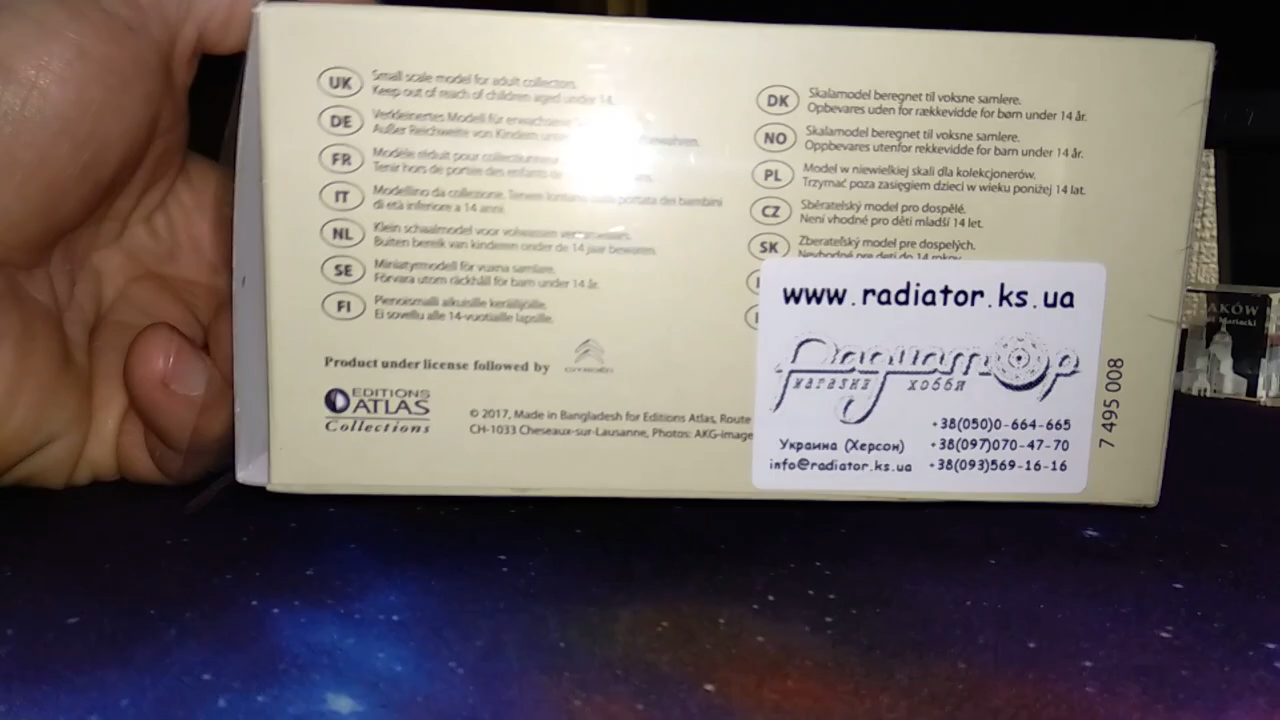 UK Small scale model for adult collectors.
Keep out of reach of children aged under 14.
DE Verkleinertes Modell für
Außer Reichweite von Kindern
FR Modèle réduit pour
Tenir hors de portée des enfants de
IT Modellino da collezione. Tenere portata dei bambini
di età inferiore a 14 anni.
NL Klein schaalmodel voor volwassen
Buiten bereik van kinderen onder de 14 jaar bewaren.
SE Miniatyrmodell för vuxna samlare.
Förvara utom räckhåll för barn under 14 år.
FI Pienoismalli aikuisille keräilijoille.
Ei sovellu alle 14-vuotiaille lapsille.
Product under license followed by
CITROËN
EDITIONS
ATLAS
Collections
© 2017, Made in Bangladesh for Editions Atlas, Route
CH-1033 Cheseaux-sur-Lausanne, Photos: AKG-image
DK Skalamodel beregnet til voksne samlere.
Opbevares uden for rækkevidde for børn under 14 år.
NO Skalamodel beregnet til voksne samlere.
Oppbevares utenfor rekkevidde for barn under 14 år.
PL Model w niewielkiej skali dla kolekcjonerów.
Trzymać poza zasięgiem dzieci w wieku poniżej 14 lat.
CZ Sběratelský model pro dospělé.
Není vhodné pro děti mladší 14 let.
SK Zberateľský model pre dospelých.
Nevhodné pre deti do 14 rokov
www.radiator.ks.ua
Радиатор
магазин хобби
+38(050)0-664-665
Украина (Херсон) +38(097)070-47-70
info@radiator.ks.ua +38(093)569-16-16
7 495 008
AKÓW
Mariacki